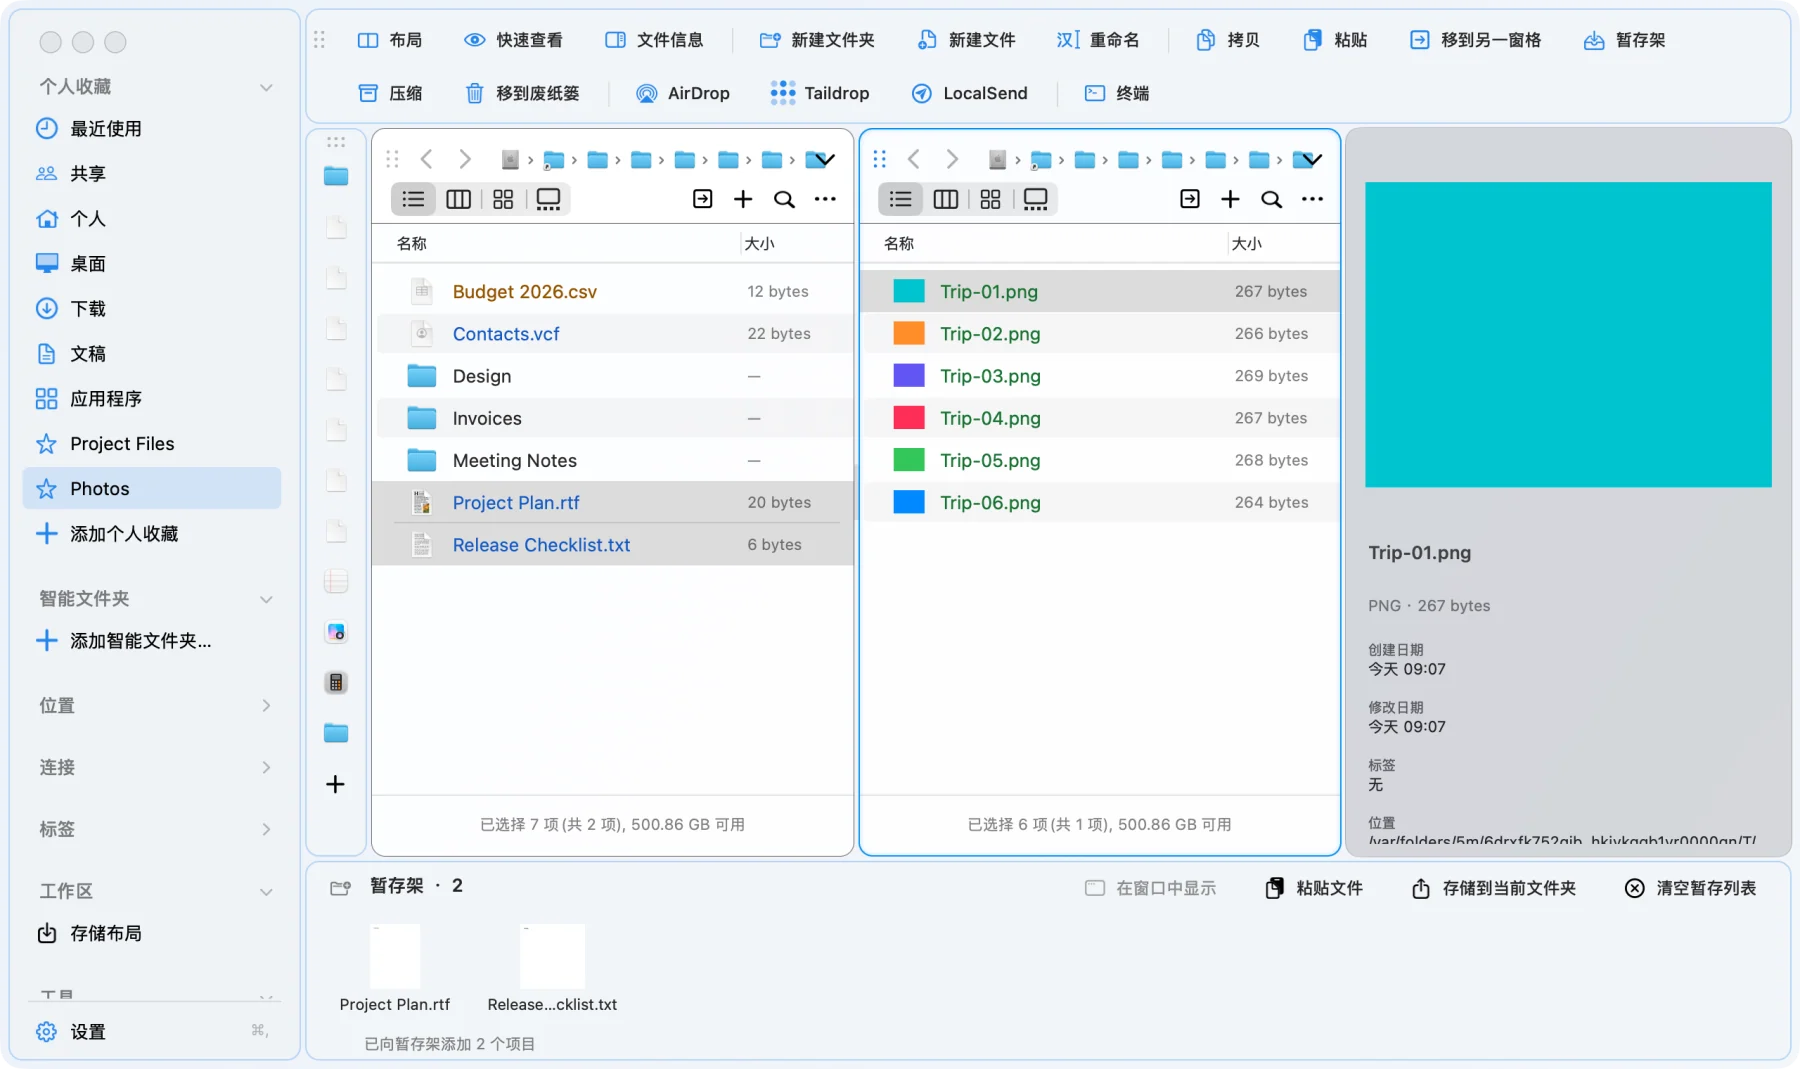 个人收藏
最近使用
共享
个人
桌面
下载
文稿
应用程序
Project Files
Photos
添加个人收藏
智能文件夹
添加智能文件夹...
位置
连接
标签
工作区
存储布局
工具
设置
⌘,
布局 快速查看 文件信息 新建文件夹 新建文件 重命名 拷贝 粘贴 移到另一窗格 暂存架
压缩 移到废纸篓 AirDrop Taildrop LocalSend 终端
名称 大小
Budget 2026.csv 12 bytes
Contacts.vcf 22 bytes
Design —
Invoices —
Meeting Notes —
Project Plan.rtf 20 bytes
Release Checklist.txt 6 bytes
已选择 7 项 (共 2 项), 500.86 GB 可用
名称 大小
Trip-01.png 267 bytes
Trip-02.png 266 bytes
Trip-03.png 269 bytes
Trip-04.png 267 bytes
Trip-05.png 268 bytes
Trip-06.png 264 bytes
已选择 6 项 (共 1 项), 500.86 GB 可用
Trip-01.png
PNG · 267 bytes
创建日期
今天 09:07
修改日期
今天 09:07
标签
无
位置
暂存架 · 2
在窗口中显示 粘贴文件 存储到当前文件夹 清空暂存列表
Project Plan.rtf
Release...cklist.txt
已向暂存架添加 2 个项目